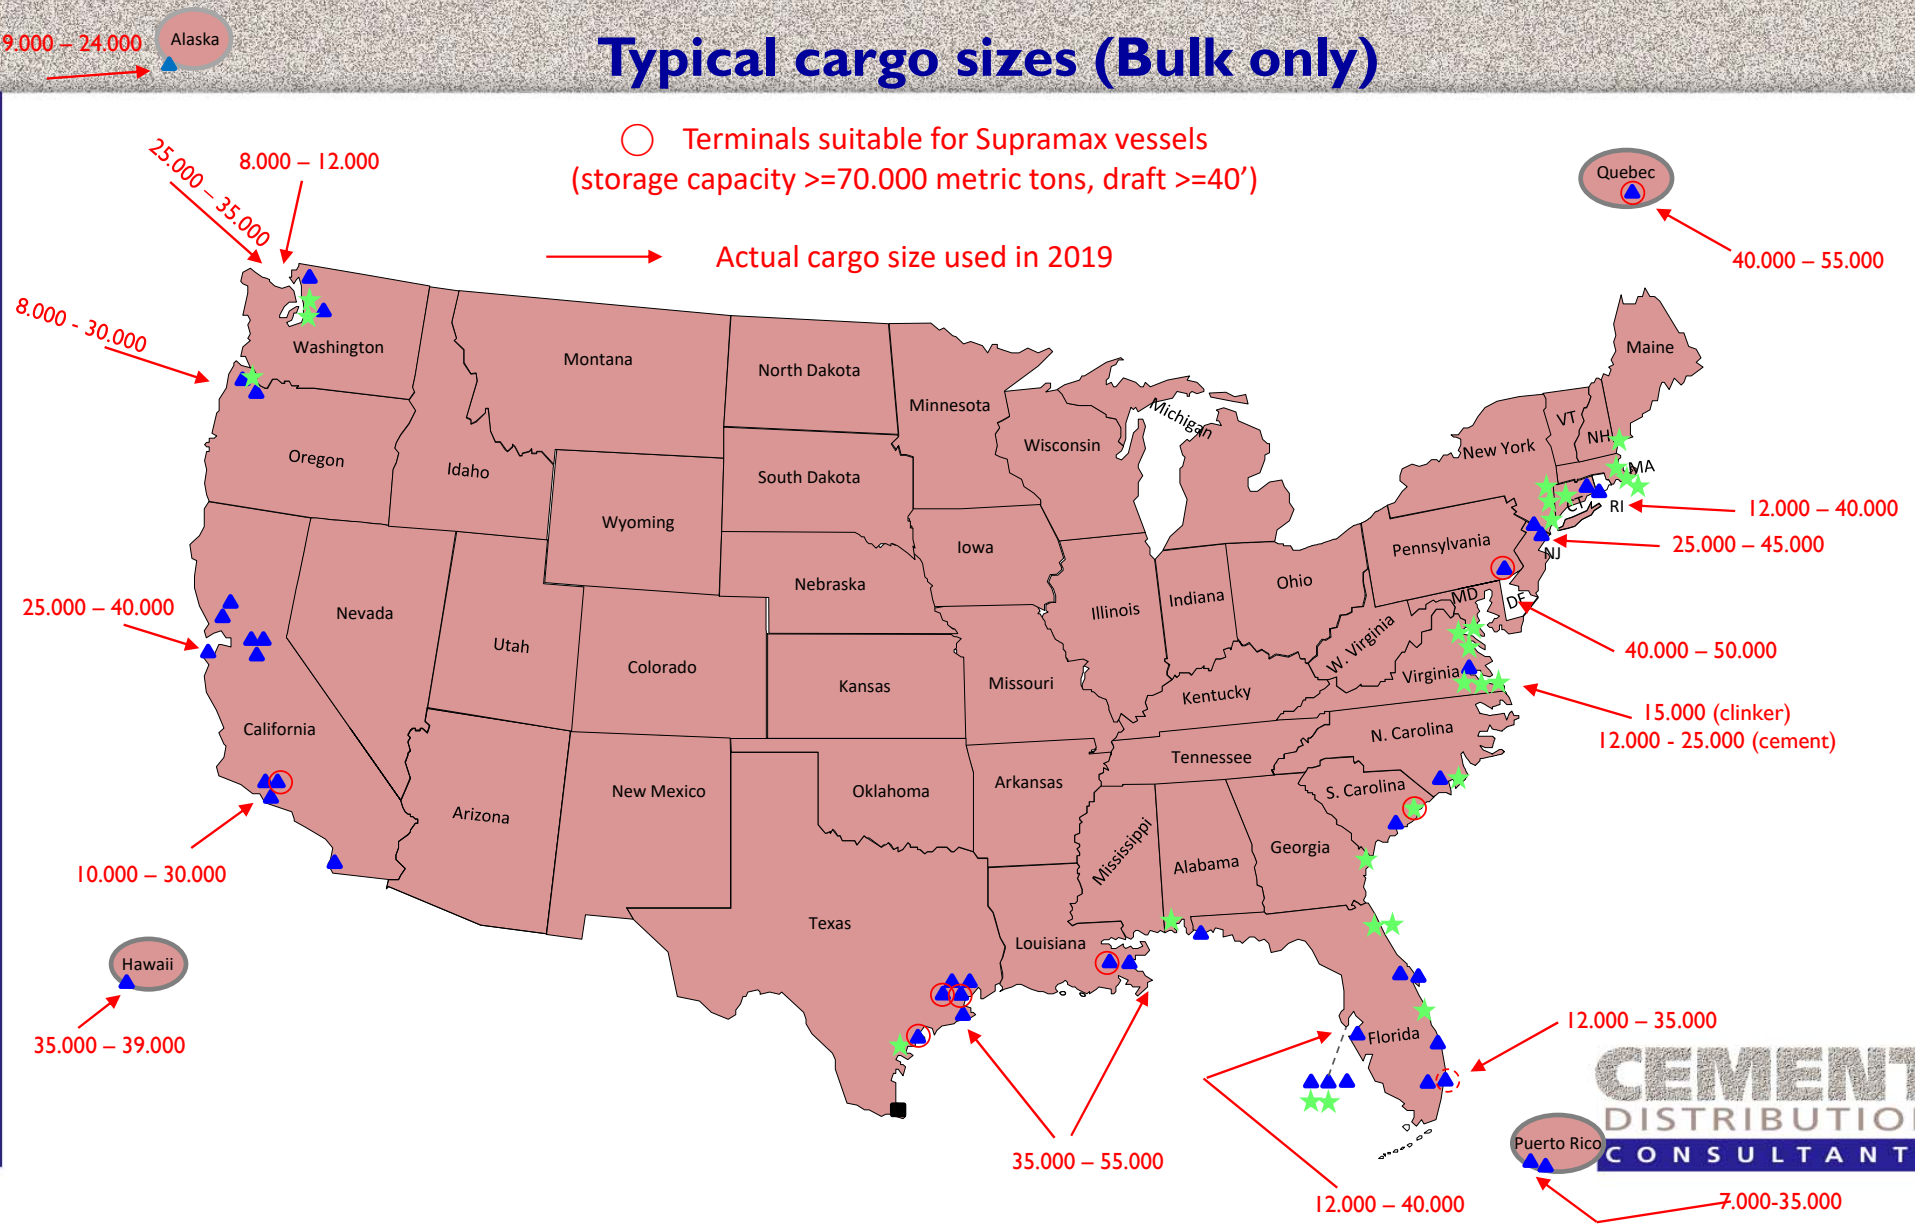 Typical cargo sizes (Bulk only)
Alaska
9.000 – 24.000
Terminals suitable for Supramax vessels
(storage capacity >=70.000 metric tons, draft >=40’)
Actual cargo size used in 2019
25.000 – 35.000
8.000 – 12.000
8.000 - 30.000
Quebec
40.000 – 55.000
Washington
Montana
North Dakota
Minnesota
Wisconsin
Michigan
Maine
VT
NH
New York
MA
Oregon
Idaho
South Dakota
Wyoming
CT
RI
12.000 – 40.000
25.000 – 45.000
NJ
Pennsylvania
Iowa
Nebraska
Illinois
Indiana
Ohio
MD
DE
40.000 – 50.000
25.000 – 40.000
Nevada
Utah
Colorado
Kansas
Missouri
W. Virginia
Virginia
Kentucky
15.000 (clinker)
12.000 - 25.000 (cement)
California
N. Carolina
Tennessee
S. Carolina
Arizona
New Mexico
Oklahoma
Arkansas
Mississippi
Alabama
Georgia
10.000 – 30.000
Texas
Louisiana
Hawaii
35.000 – 39.000
Florida
12.000 – 35.000
35.000 – 55.000
12.000 – 40.000
Puerto Rico
7.000-35.000
CEMENT
DISTRIBUTIO
CONSULTANT